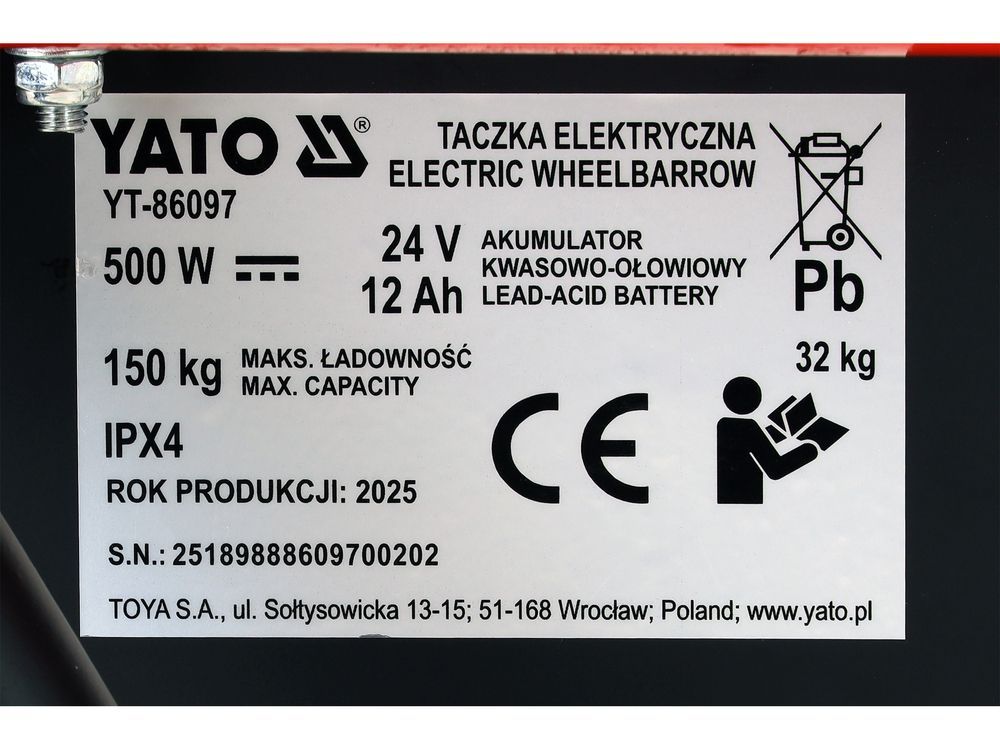 YATO ®
TACZKA ELEKTRYCZNA
ELECTRIC WHEELBARROW
YT-86097
500 W
24 V
12 Ah
AKUMULATOR
KWASOWO-OŁOWIOWY
LEAD-ACID BATTERY
Pb
150 kg
MAKS. ŁADOWNOŚĆ
MAX. CAPACITY
32 kg
IPX4
CE
ROK PRODUKCJI: 2025
S.N.: 25189888609700202
TOYA S.A., ul. Sołtysowicka 13-15; 51-168 Wrocław; Poland; www.yato.pl